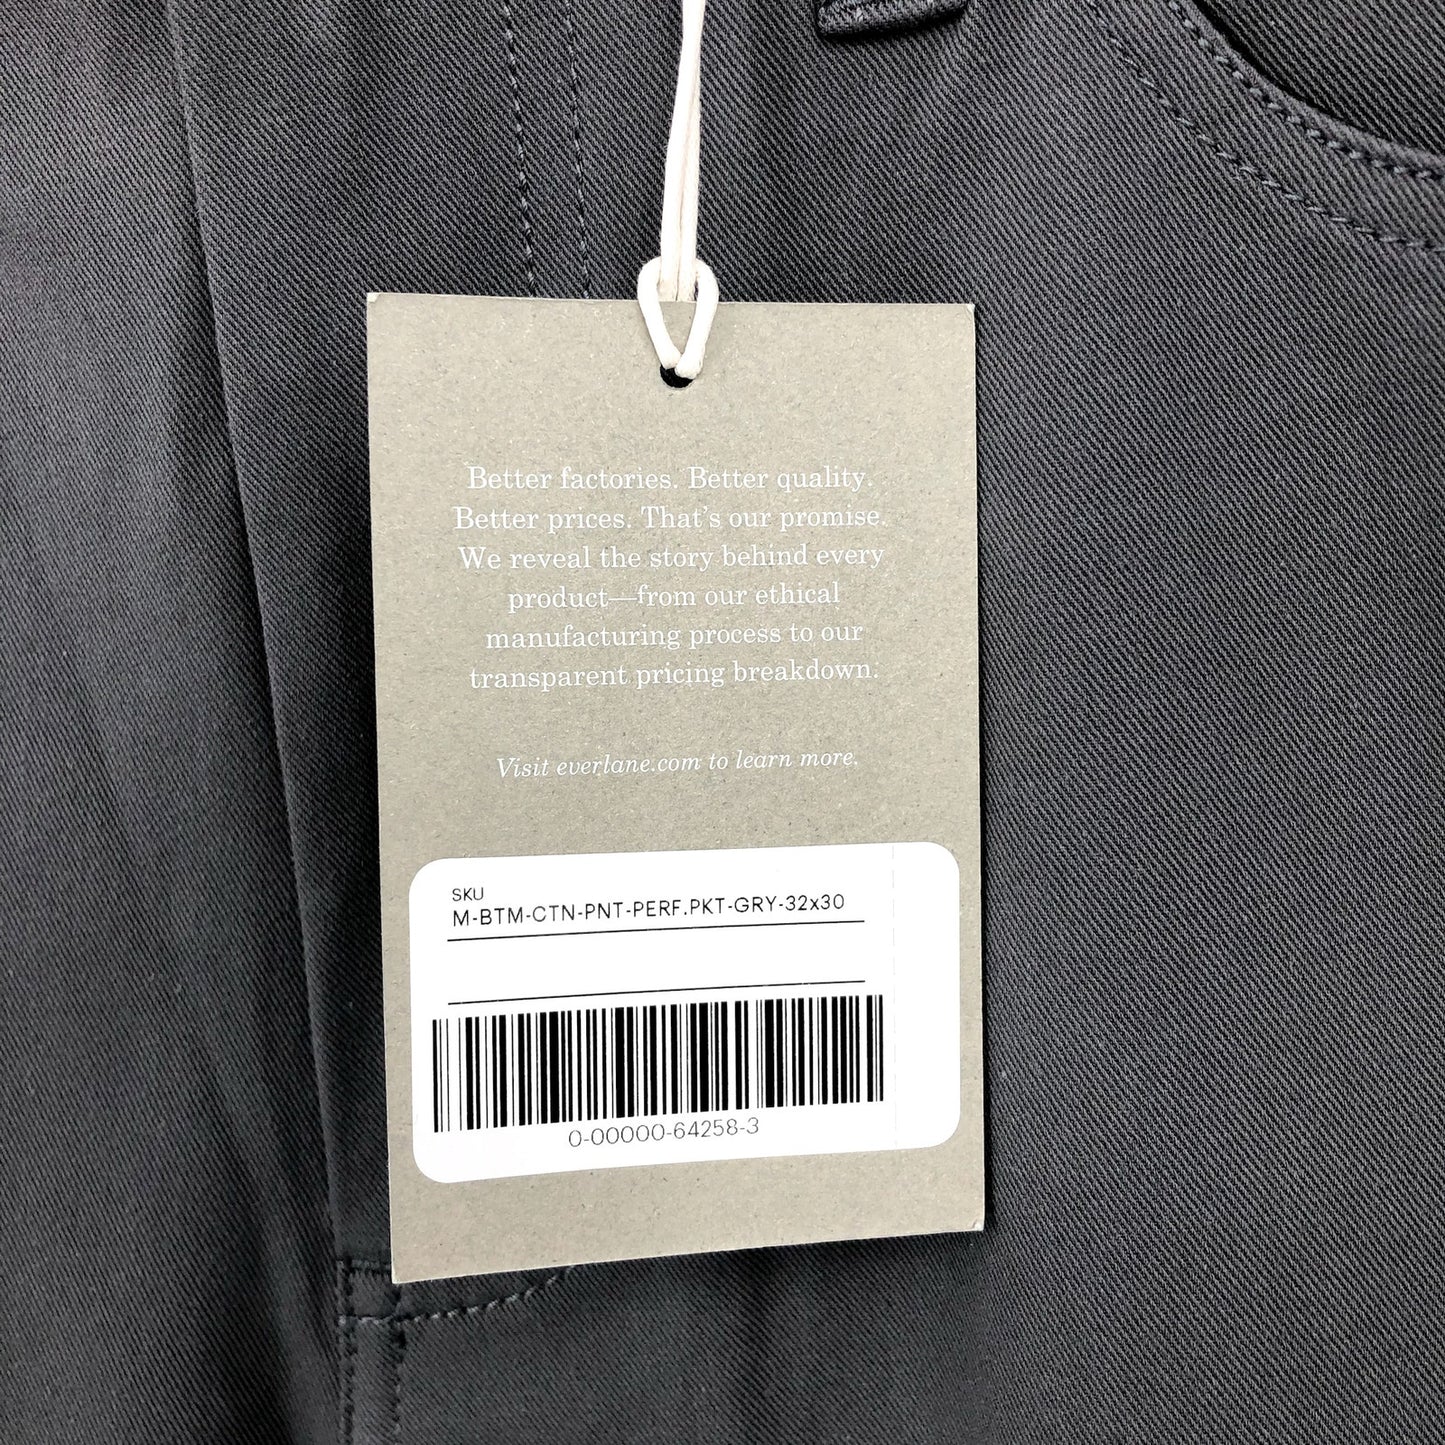 Better factories. Better quality.
Better prices. That's our promise.
We reveal the story behind every
product—from our ethical
manufacturing process to our
transparent pricing breakdown.
Visit everlane.com to learn more.
SKU
M-BTM-CTN-PNT-PERF.PKT-GRY-32x30
0-00000-64258-3